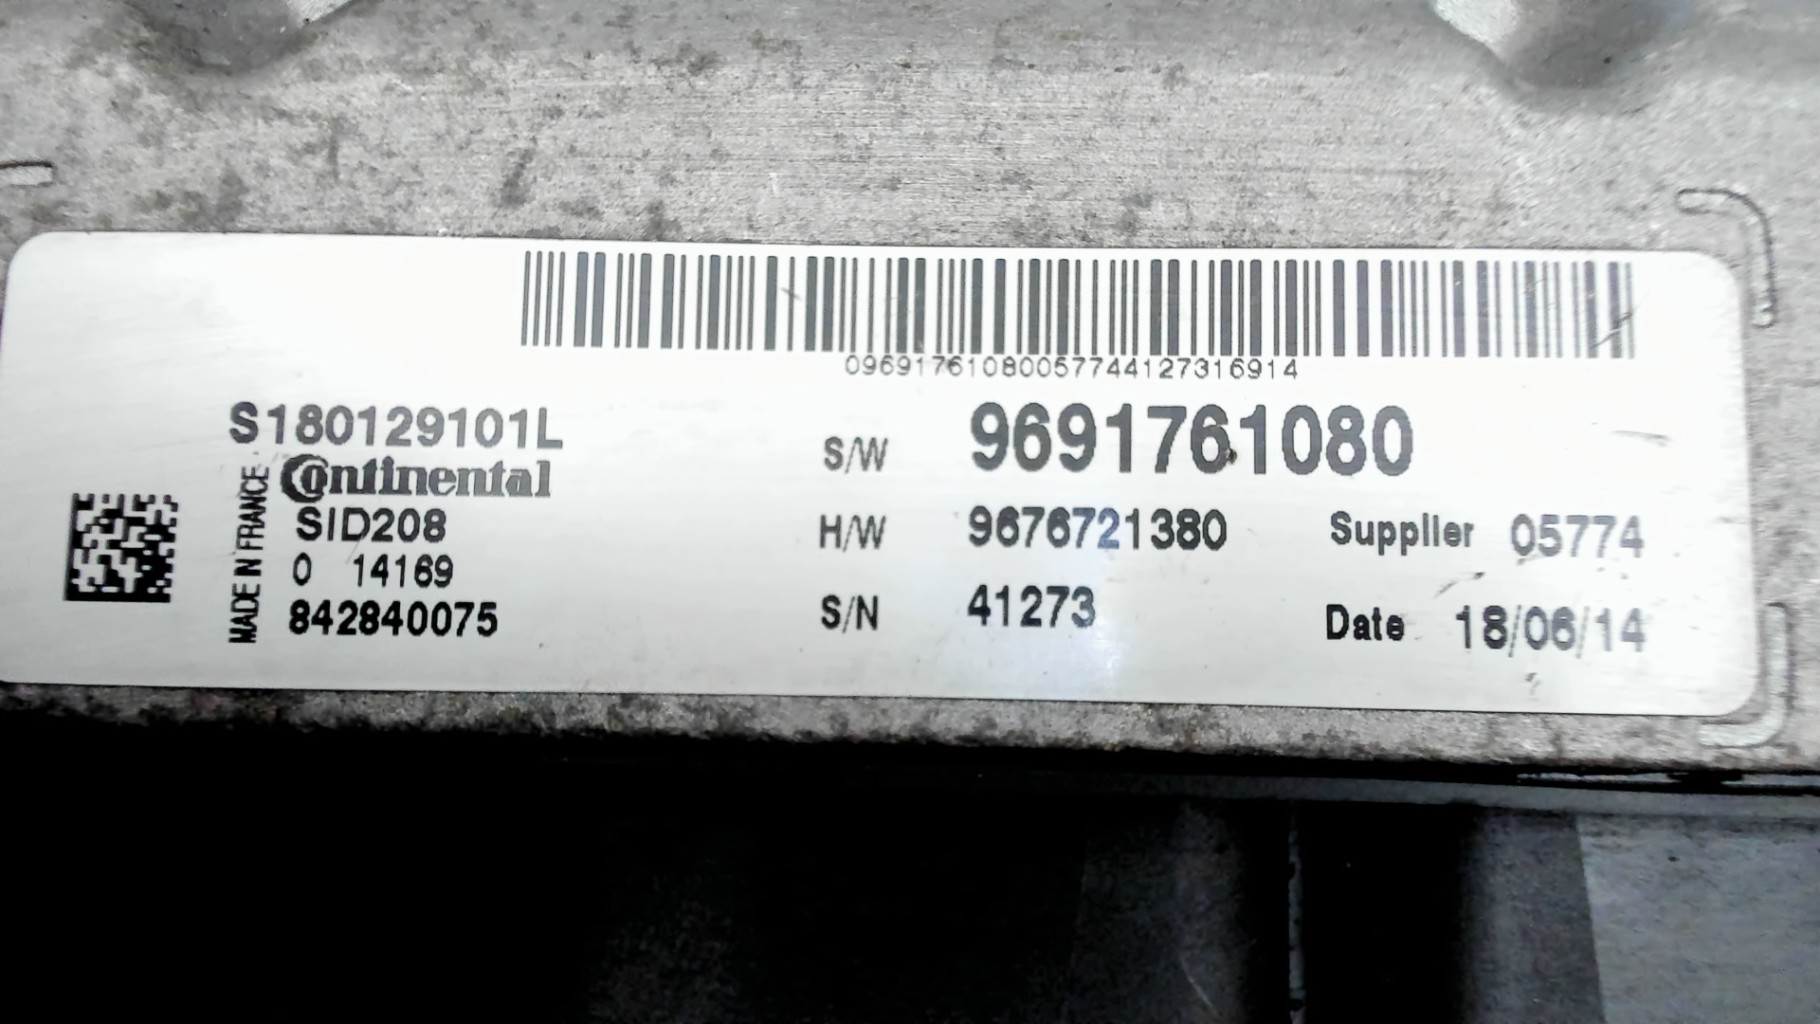 09691761080057744127316914
S180129101L
Continental
SID208
0 14169
842840075
MADE IN FRANCE
S/W 9691761080
H/W 9676721380
Supplier 05774
S/N 41273
Date 18/06/14